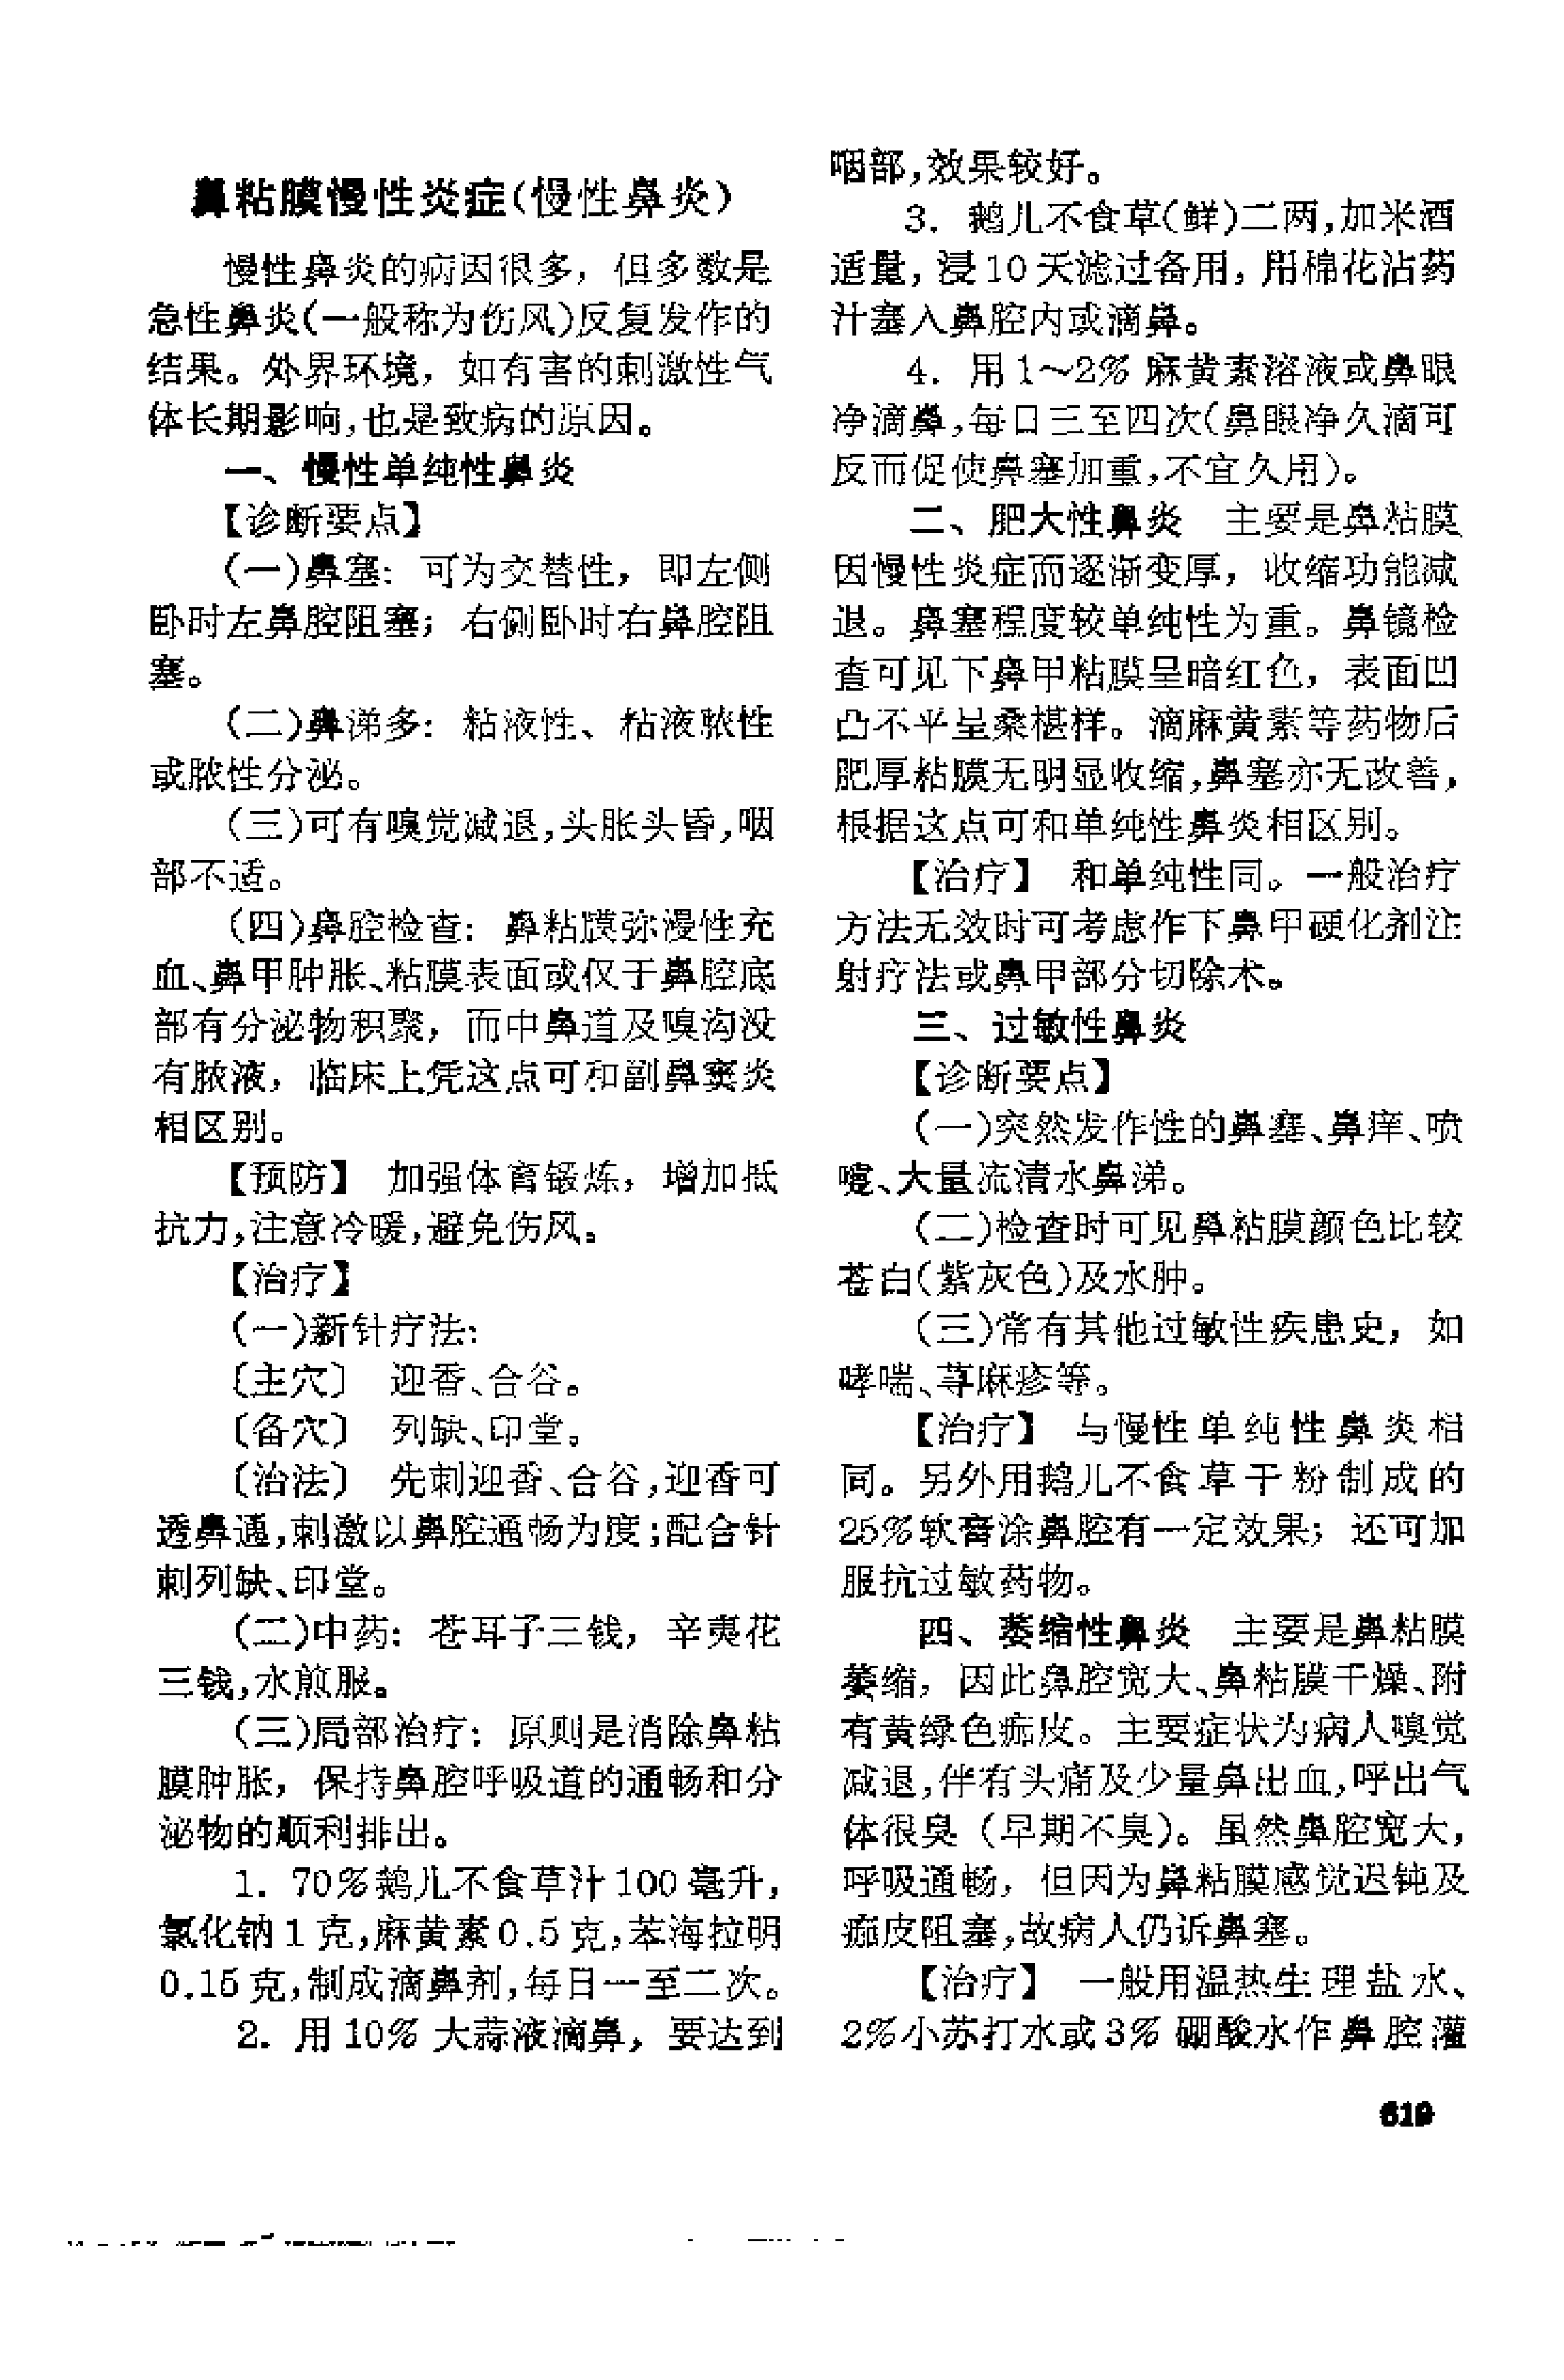 鼻粘膜慢性炎症(慢性鼻炎)
慢性鼻炎的病因很多，但多数是
急性鼻炎(一般称为伤风)反复发作的
结果。外界环境，如有害的刺激性气
体长期影响,也是致病的原因。
一、慢性单纯性鼻炎
【诊断要点】
(一)鼻塞：可为交替性，即左侧
卧时左鼻腔阻塞；右侧卧时右鼻腔阻
塞。
(二)鼻涕多：粘液性、粘液脓性
或脓性分泌。
(三)可有嗅觉减退,头胀头昏,咽
部不适。
(四)鼻腔检查：鼻粘膜弥漫性充
血、鼻甲肿胀、粘膜表面或仅于鼻腔底
部有分泌物积聚，而中鼻道及嗅沟没
有脓液，临床上凭这点可和副鼻窦炎
相区别。
【预防】 加强体育锻炼，增加抵
抗力,注意冷暖,避免伤风。
【治疗】
(一)新针疗法:
〔主穴〕 迎香、合谷。
〔备穴〕 列缺、印堂。
〔治法〕 先刺迎香、合谷,迎香可
透鼻通,刺激以鼻腔通畅为度;配合针
刺列缺、印堂。
(二)中药：苍耳子三钱，辛夷花
三钱,水煎服。
(三)局部治疗：原则是消除鼻粘
膜肿胀，保持鼻腔呼吸道的通畅和分
泌物的顺利排出。
1. 70%鹅儿不食草汁100毫升,
氯化钠1克,麻黄素0.5克,苯海拉明
0.15克,制成滴鼻剂,每日一至二次。
2. 用10%大蒜液滴鼻，要达到
咽部,效果较好。
3. 鹅儿不食草(鲜)二两,加米酒
适量，浸10天滤过备用，用棉花沾药
汁塞入鼻腔内或滴鼻。
4. 用1～2%麻黄素溶液或鼻眼
净滴鼻,每日三至四次(鼻眼净久滴可
反而促使鼻塞加重,不宜久用)。
二、肥大性鼻炎 主要是鼻粘膜
因慢性炎症而逐渐变厚，收缩功能减
退。鼻塞程度较单纯性为重。鼻镜检
查可见下鼻甲粘膜呈暗红色，表面凹
凸不平呈桑椹样。滴麻黄素等药物后
肥厚粘膜无明显收缩,鼻塞亦无改善,
根据这点可和单纯性鼻炎相区别。
【治疗】 和单纯性同。一般治疗
方法无效时可考虑作下鼻甲硬化剂注
射疗法或鼻甲部分切除术。
三、过敏性鼻炎
【诊断要点】
(一)突然发作性的鼻塞、鼻痒、喷
嚏、大量流清水鼻涕。
(二)检查时可见鼻粘膜颜色比较
苍白(紫灰色)及水肿。
(三)常有其他过敏性疾患史，如
哮喘、荨麻疹等。
【治疗】 与慢性单纯性鼻炎相
同。另外用鹅儿不食草干粉制成的
25%软膏涂鼻腔有一定效果；还可加
服抗过敏药物。
四、萎缩性鼻炎 主要是鼻粘膜
萎缩，因此鼻腔宽大、鼻粘膜干燥、附
有黄绿色痂皮。主要症状为病人嗅觉
减退,伴有头痛及少量鼻出血,呼出气
体很臭（早期不臭)。虽然鼻腔宽大,
呼吸通畅，但因为鼻粘膜感觉迟钝及
痂皮阻塞,故病人仍诉鼻塞。
【治疗】 一般用温热生理盐水、
2%小苏打水或3%硼酸水作鼻腔灌
619